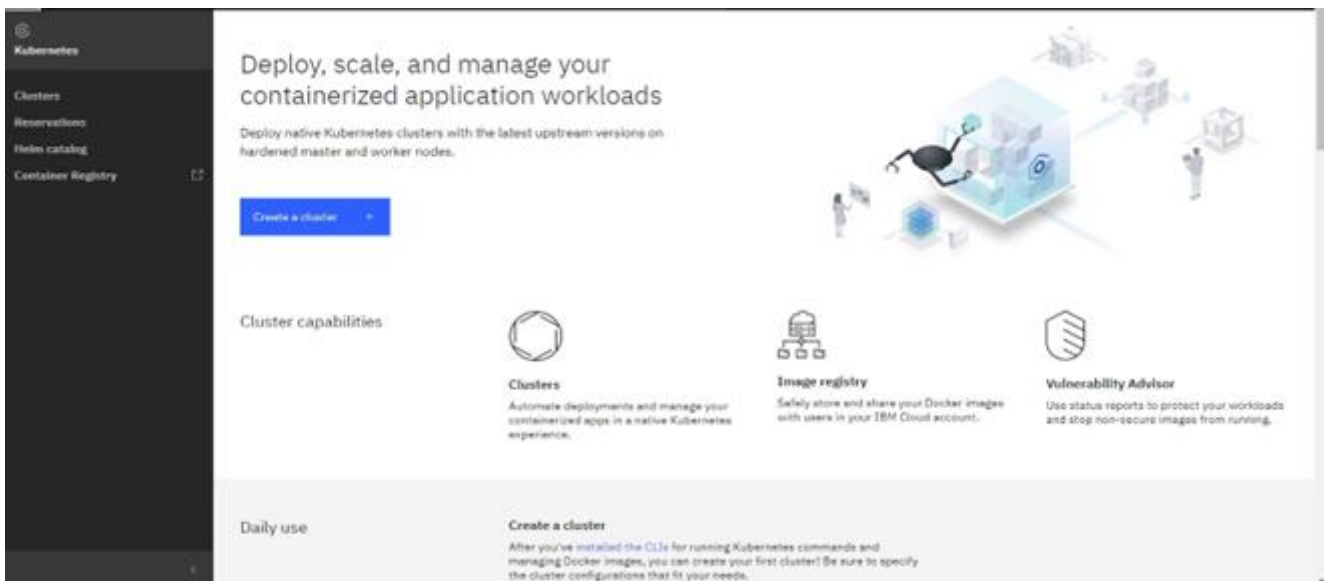 Kubernetes
Clusters
Reservations
Helm catalog
Container Registry
Deploy, scale, and manage your
containerized application workloads
Deploy native Kubernetes clusters with the latest upstream versions on
hardened master and worker nodes.
Create a cluster +
Cluster capabilities
Clusters
Automate deployments and manage your
containerized apps in a native Kubernetes
experience.
Image registry
Safely store and share your Docker images
with users in your IBM Cloud account.
Vulnerability Advisor
Use status reports to protect your workloads
and stop non-secure images from running.
Daily use
Create a cluster
After you've installed the CLIs for running Kubernetes commands and
managing Docker images, you can create your first cluster! Be sure to specify
the cluster configurations that fit your needs.